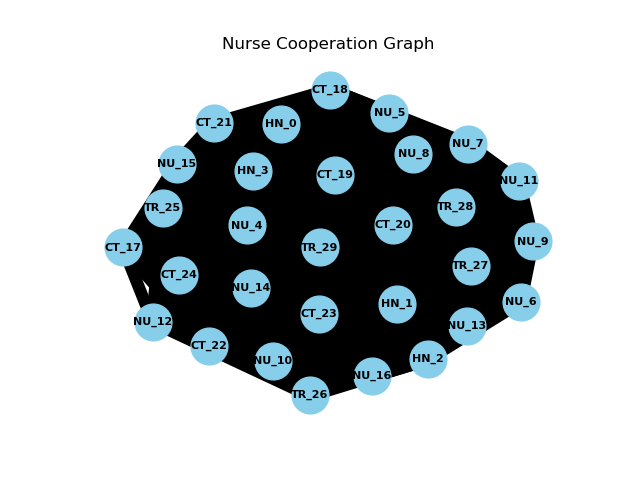 Nurse Cooperation Graph
CT_18
NU_5
CT_21
HN_0
NU_7
NU_8
NU_15
HN_3
CT_19
NU_11
TR_25
TR_28
NU_4
CT_20
NU_9
CT_17
TR_29
TR_27
CT_24
NU_14
NU_6
HN_1
CT_23
NU_12
NU_13
CT_22
HN_2
NU_10
NU_16
TR_26